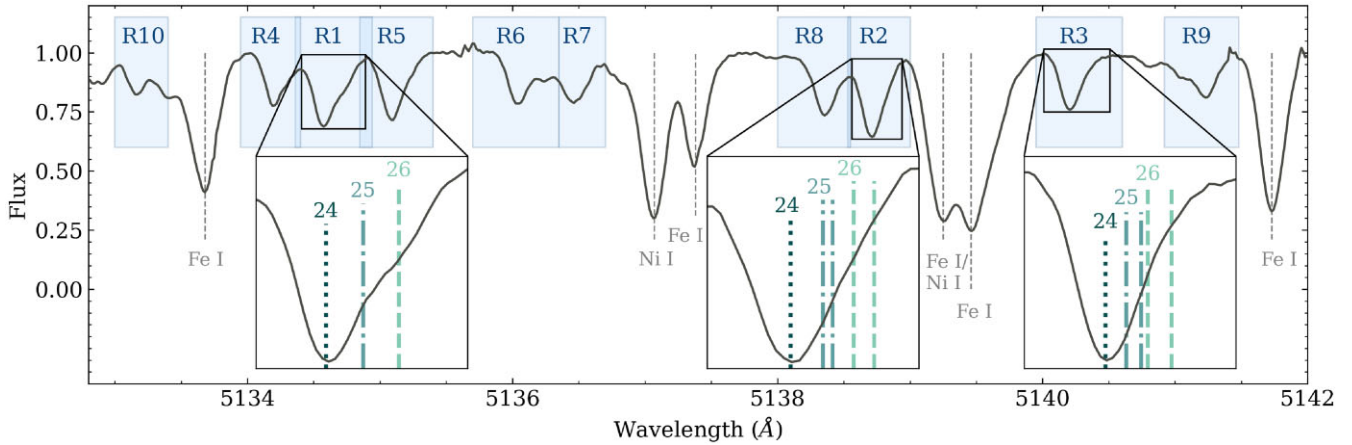 R10 R4 R1 R5 R6 R7 R8 R2 R3 R9
1.00
0.75
0.50
0.25
0.00
Flux
Fe I
Ni I
Fe I
Fe I/
Ni I
Fe I
Fe I
24
25
26
24
25
26
24
25
26
5134 5136 5138 5140 5142
Wavelength (Å)